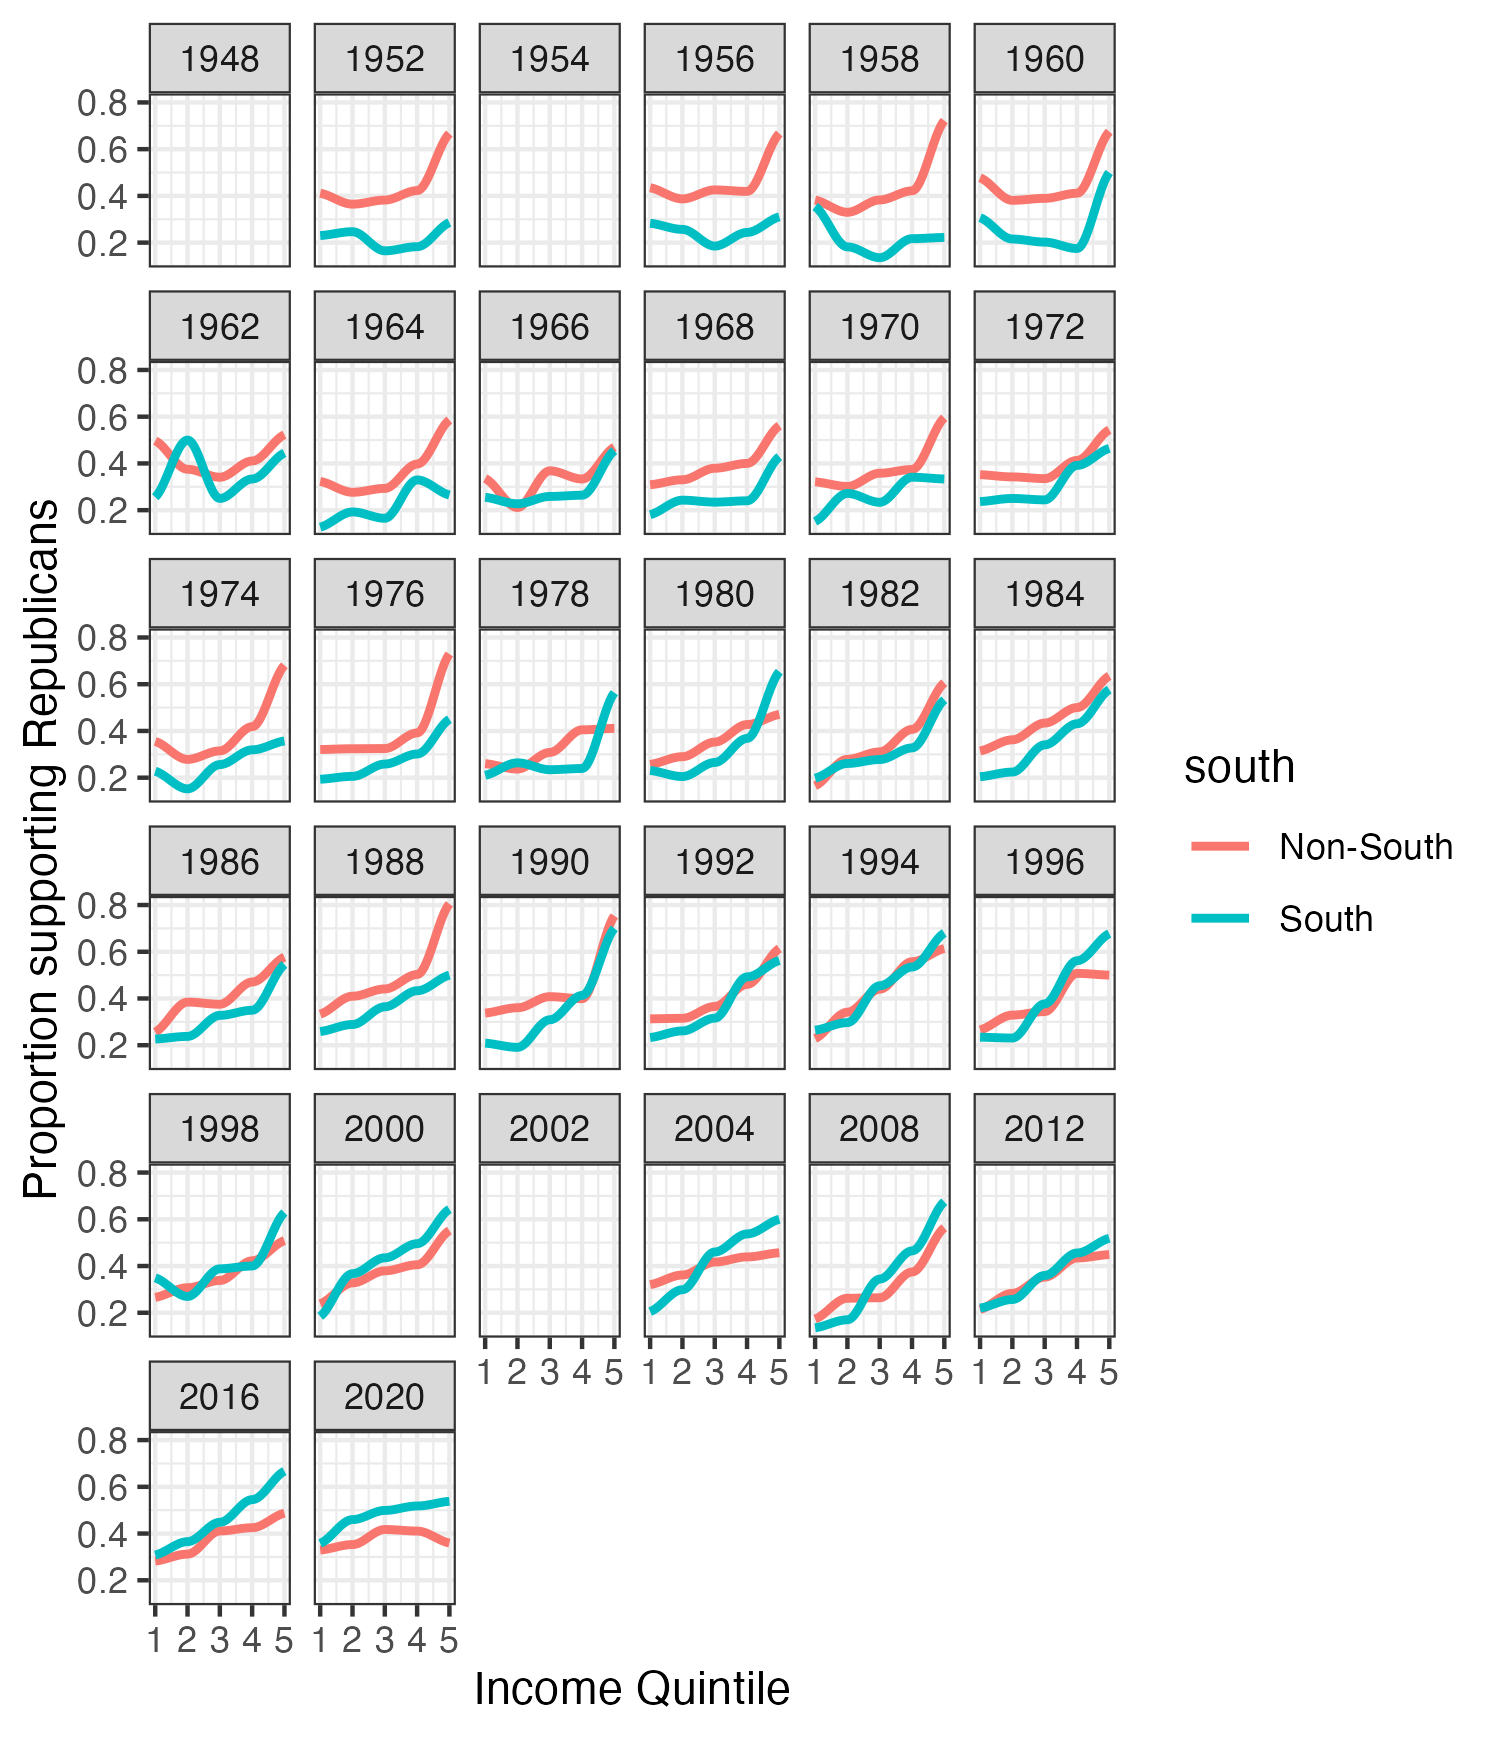 1948 1952 1954 1956 1958 1960
0.8
0.6
0.4
0.2
1962 1964 1966 1968 1970 1972
0.8
0.6
0.4
0.2
1974 1976 1978 1980 1982 1984
0.8
0.6
0.4
0.2
1986 1988 1990 1992 1994 1996
0.8
0.6
0.4
0.2
1998 2000 2002 2004 2008 2012
0.8
0.6
0.4
0.2
1 2 3 4 5 1 2 3 4 5 1 2 3 4 5 1 2 3 4 5
2016 2020
0.8
0.6
0.4
0.2
1 2 3 4 5 1 2 3 4 5
Income Quintile
Proportion supporting Republicans
south
Non-South
South